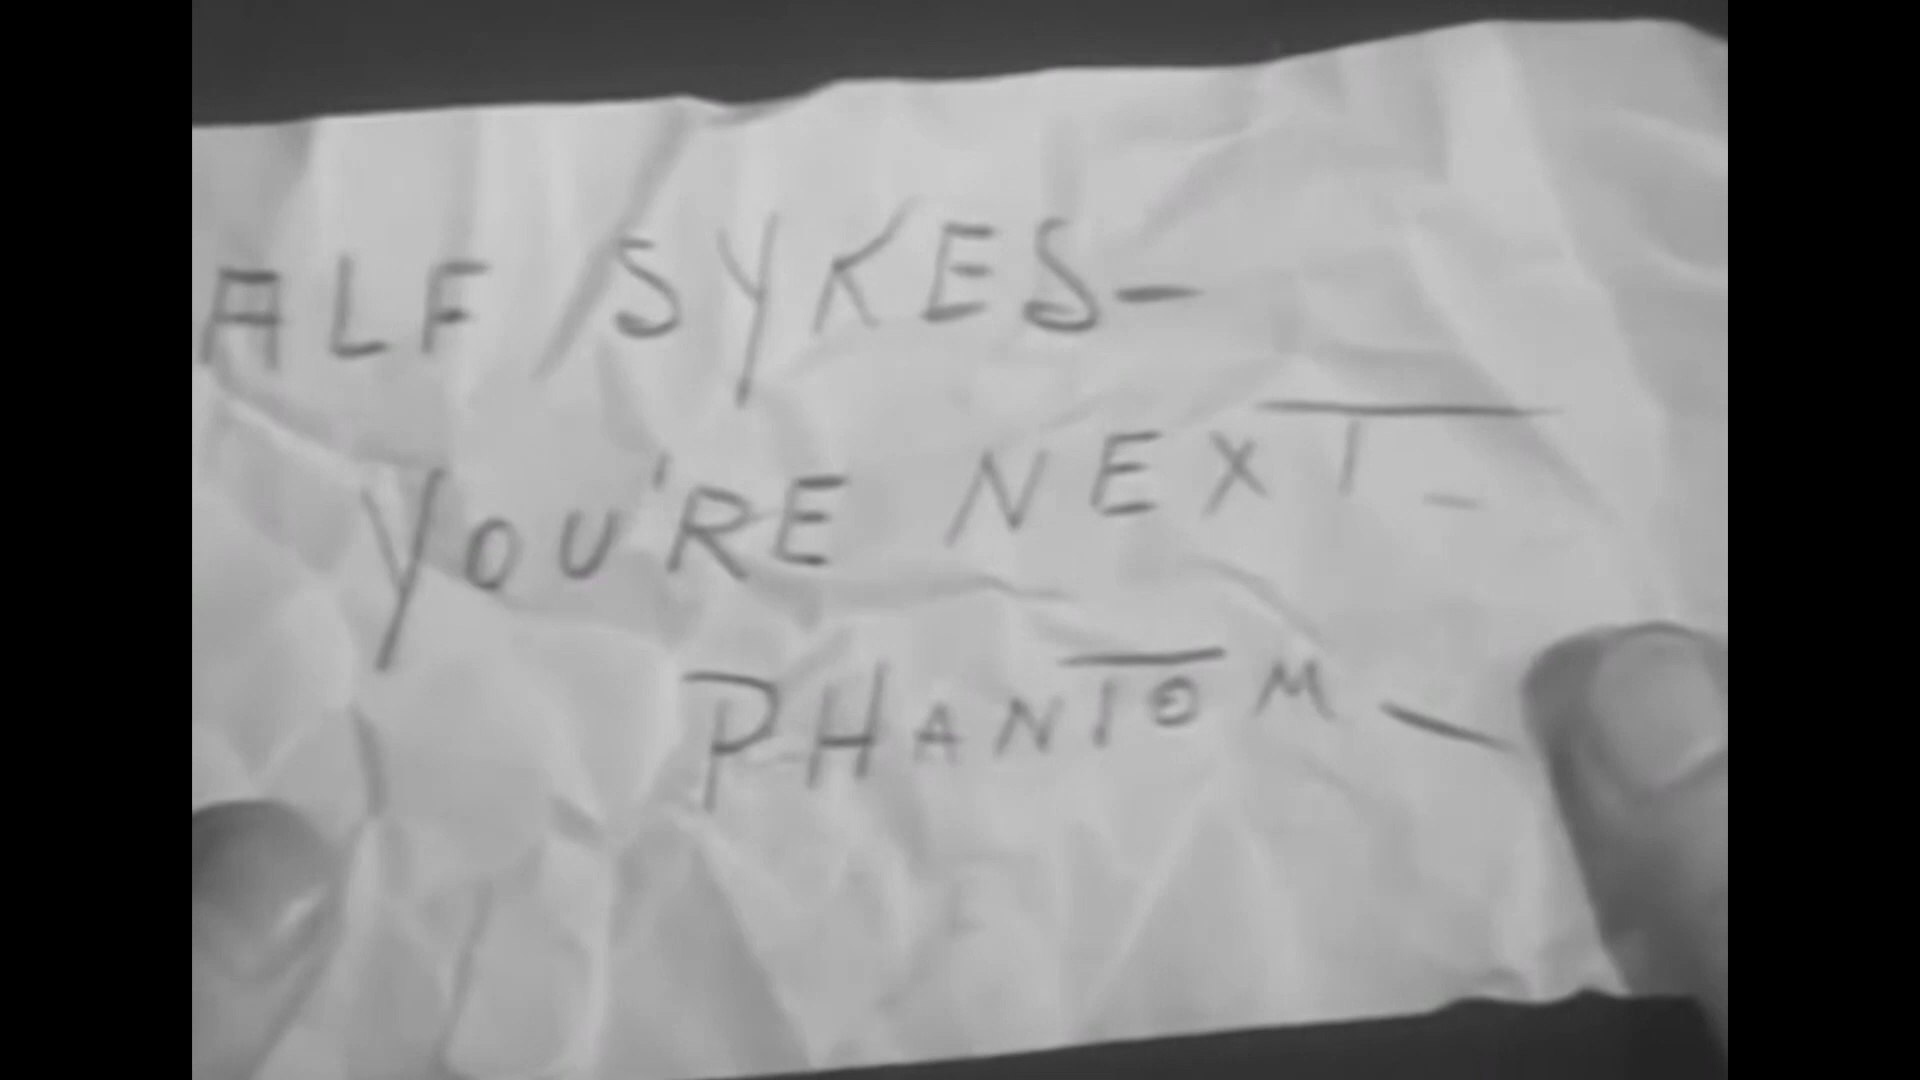 ALF SYKES—
YOU'RE NEXT –
PHANTOM —